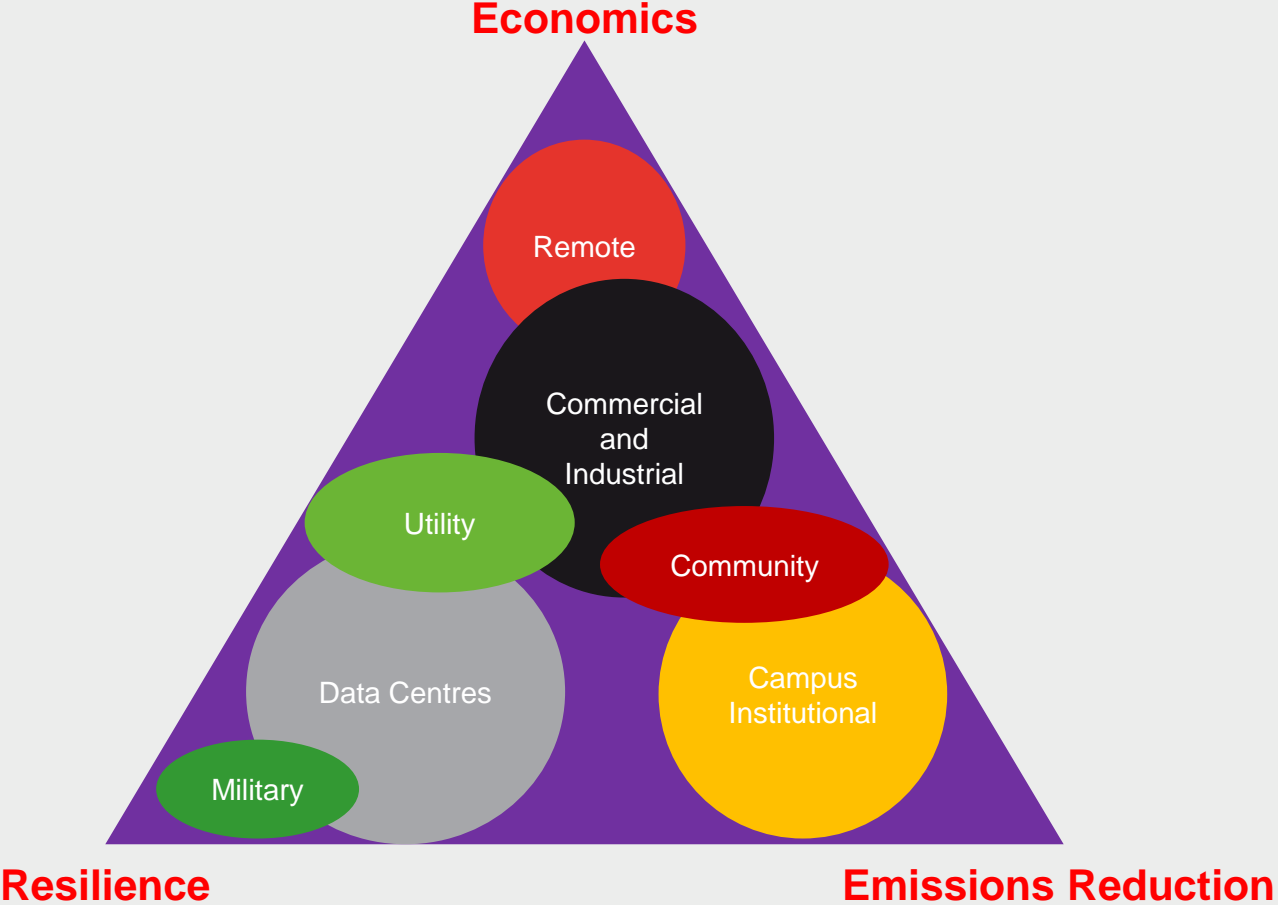 Economics
Remote
Commercial
and
Industrial
Utility
Community
Data Centres
Campus
Institutional
Military
Resilience
Emissions Reduction